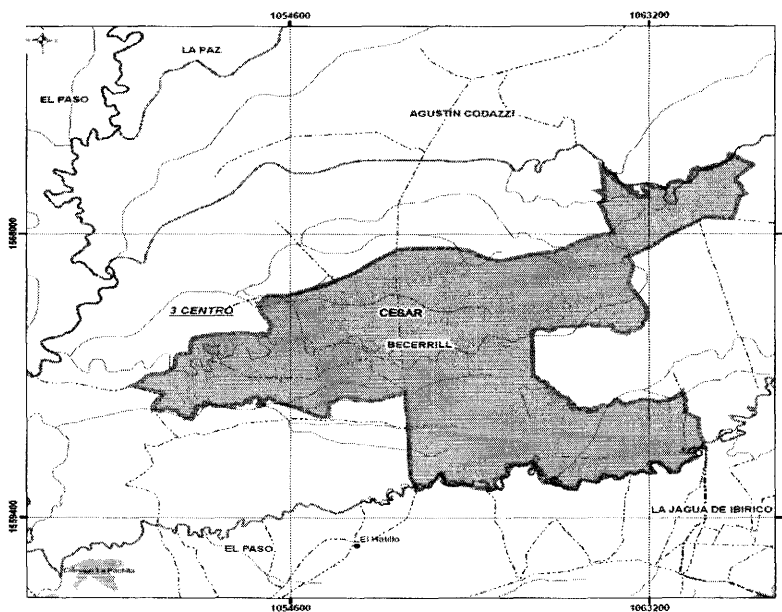 1054600
1063200
LA PAZ
EL PASO
AGUSTÍN CODAZZI
1568000
3 CENTRO
CESAR
BECERRILL
1559400
LA JAGUA DE IBIRICO
EL PASO
El Hatillo
1054600
1063200